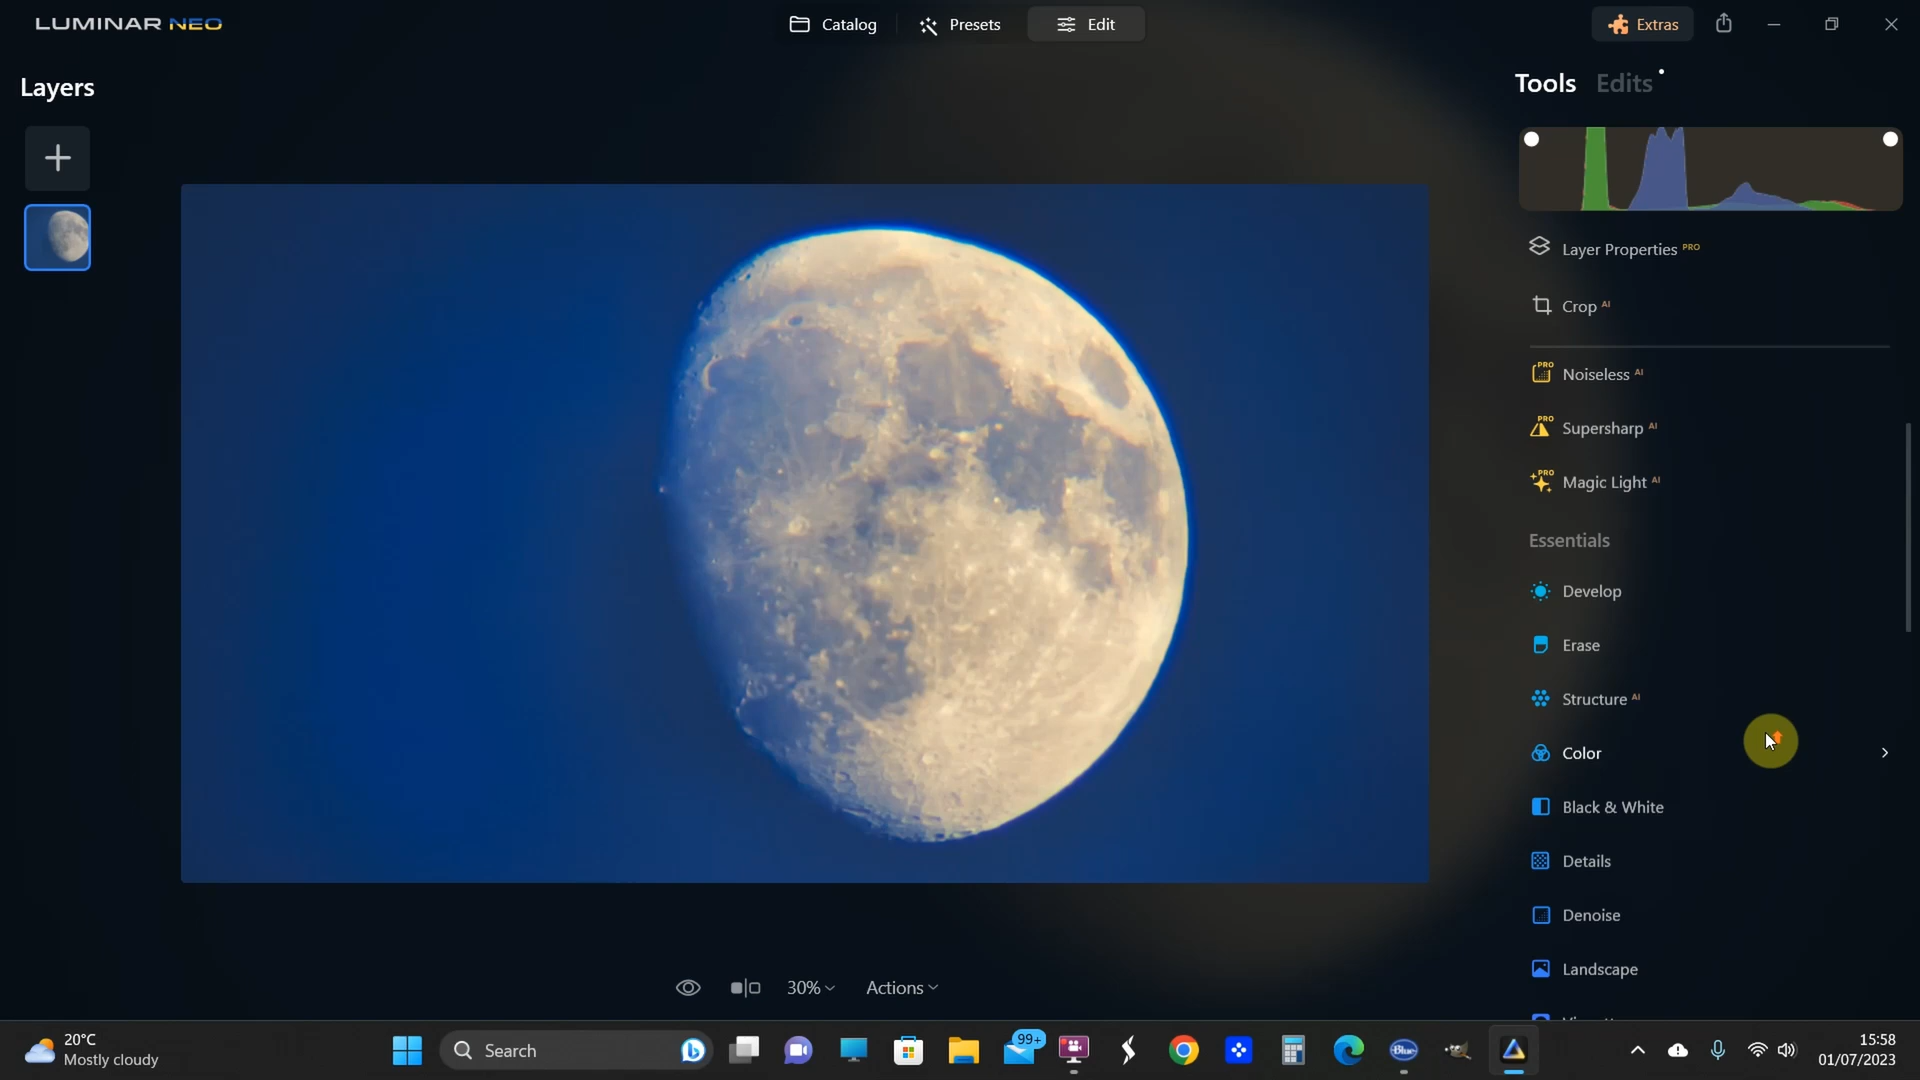 LUMINAR NEO
Catalog
Presets
Edit
Extras
Layers
Tools Edits
Layer Properties PRO
Crop AI
PRO Noiseless AI
PRO Supersharp AI
PRO Magic Light AI
Essentials
Develop
Erase
Structure AI
Color
Black & White
Details
Denoise
Landscape
30%
Actions
20°C
Mostly cloudy
Search
99+
Blue
15:58
01/07/2023